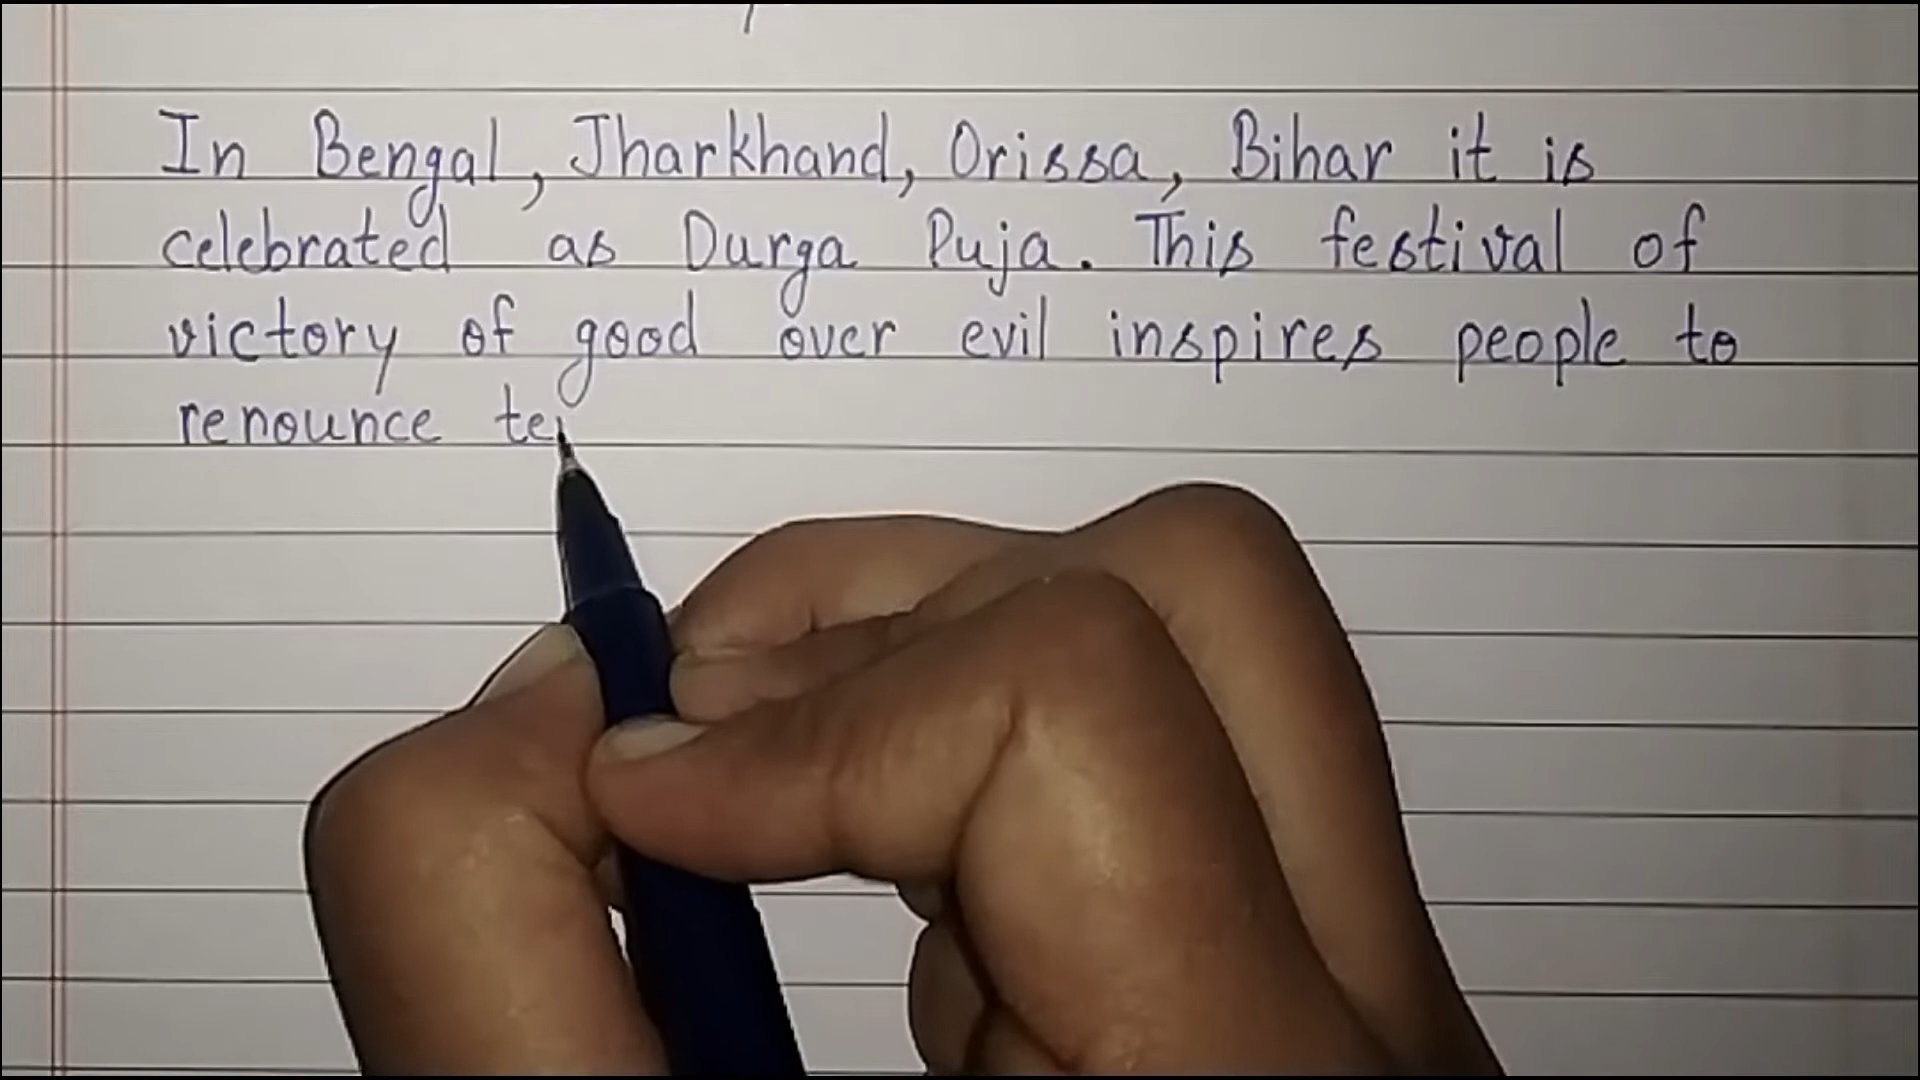 In Bengal, Jharkhand, Orissa, Bihar it is
celebrated as Durga Puja. This festival of
victory of good over evil inspires people to
renounce